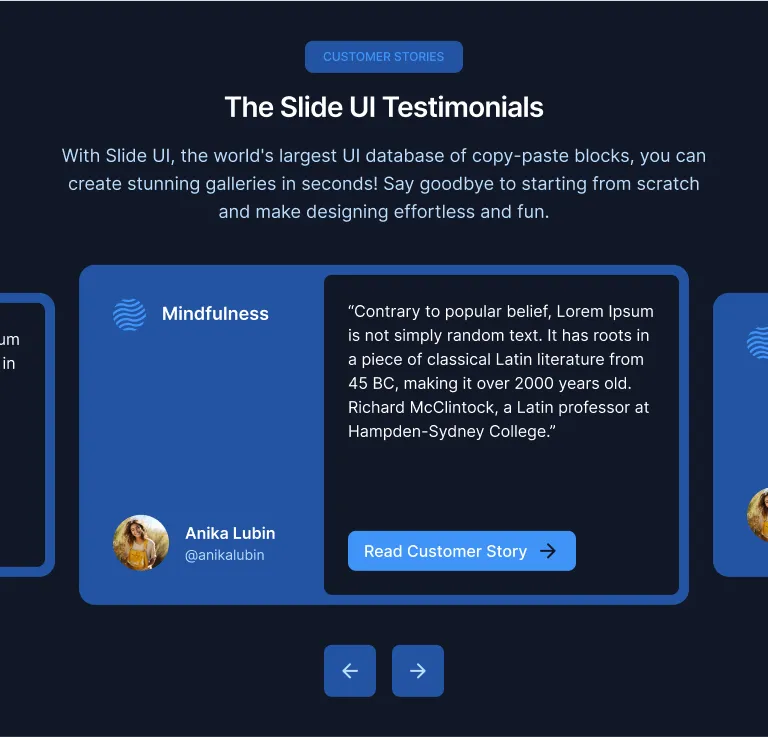 CUSTOMER STORIES
The Slide UI Testimonials
With Slide UI, the world's largest UI database of copy-paste blocks, you can
create stunning galleries in seconds! Say goodbye to starting from scratch
and make designing effortless and fun.
um
in
Mindfulness
“Contrary to popular belief, Lorem Ipsum
is not simply random text. It has roots in
a piece of classical Latin literature from
45 BC, making it over 2000 years old.
Richard McClintock, a Latin professor at
Hampden-Sydney College.”
Anika Lubin
@anikalubin
Read Customer Story